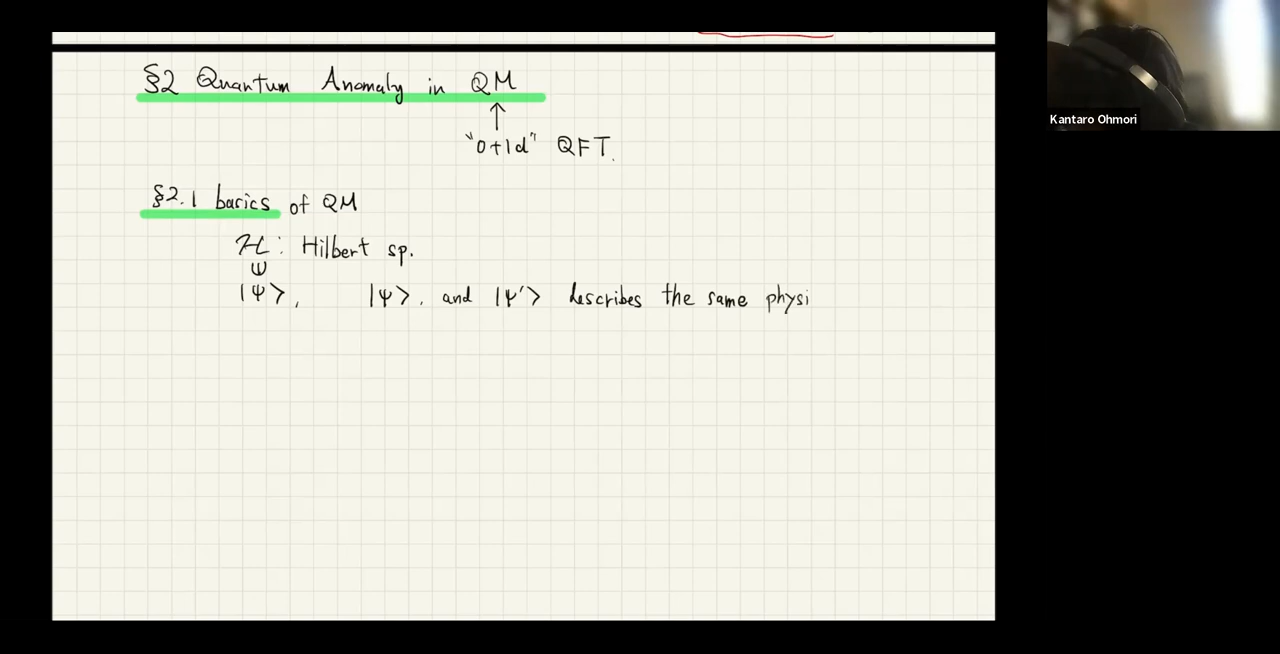 §2 Quantum Anomaly in QM
↑
"0+1d" QFT.
§2.1 barics of QM
ℋ : Hilbert sp.
∪
|ψ>, |ψ>, and |ψ'> describes the same physi
Kantaro Ohmori